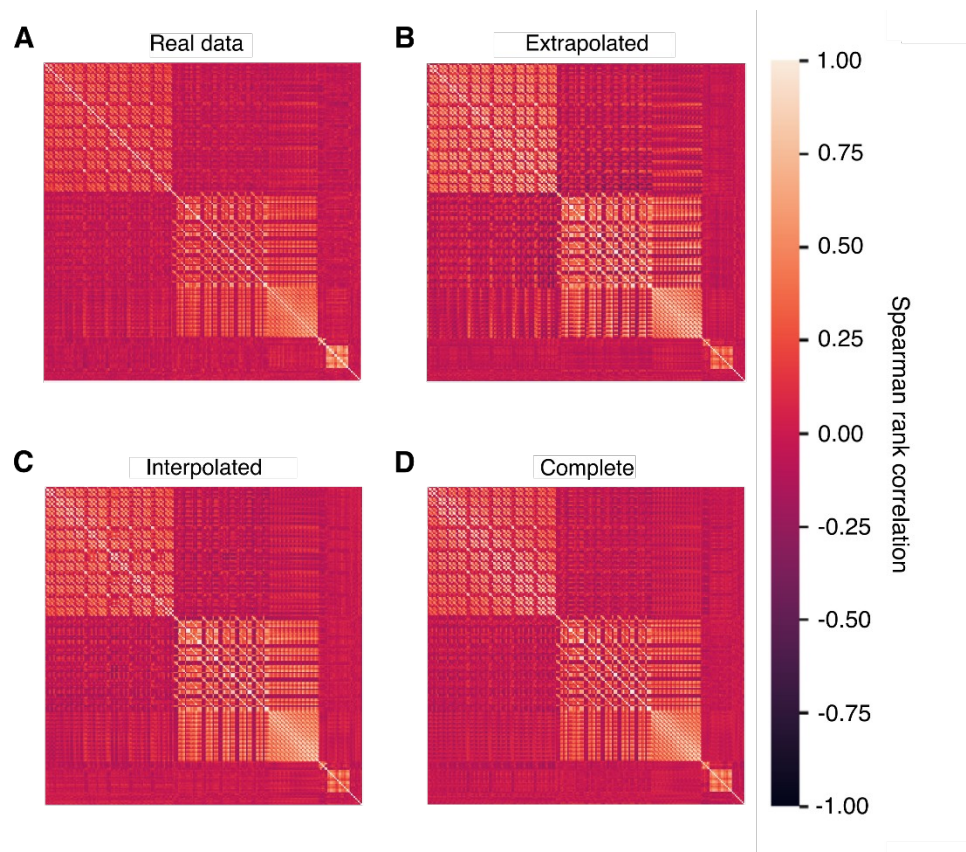 A
Real data
B
Extrapolated
C
Interpolated
D
Complete
1.00
0.75
0.50
0.25
0.00
-0.25
-0.50
-0.75
-1.00
Spearman rank correlation